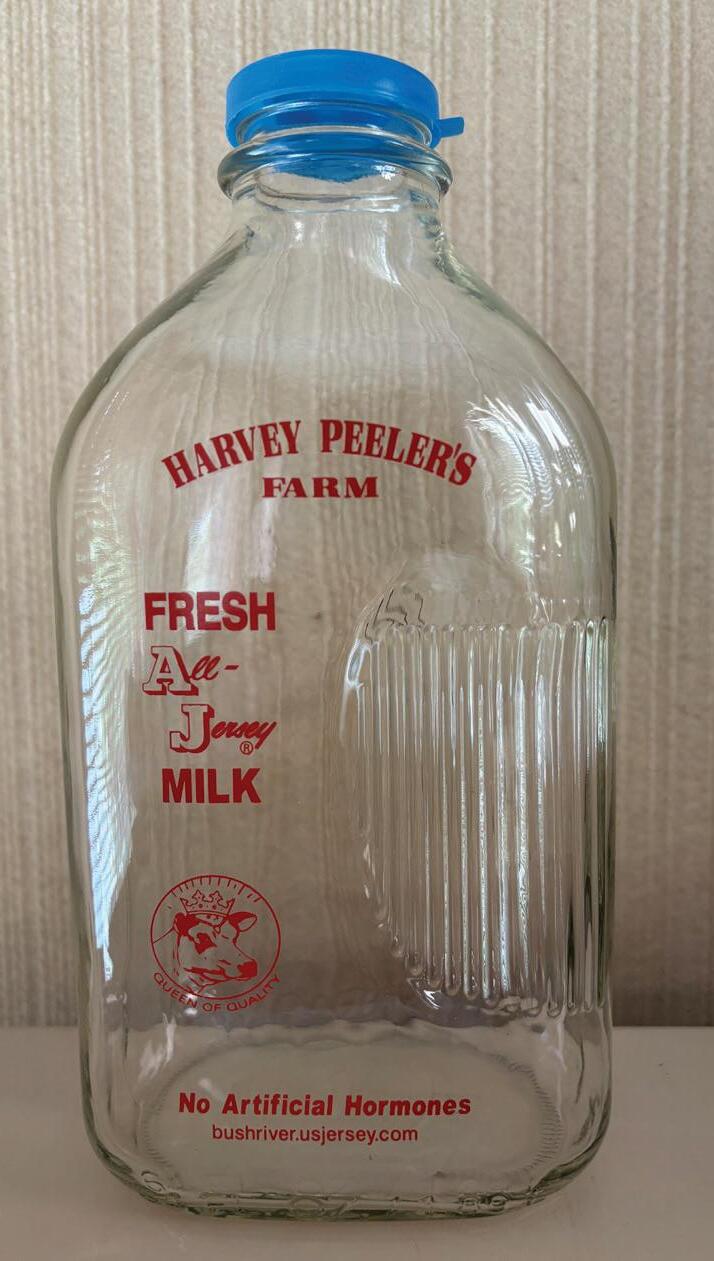 HARVEY PEELER'S
FARM
FRESH
All-
Jersey®
MILK
QUEEN OF QUALITY
No Artificial Hormones
bushriver.usjersey.com